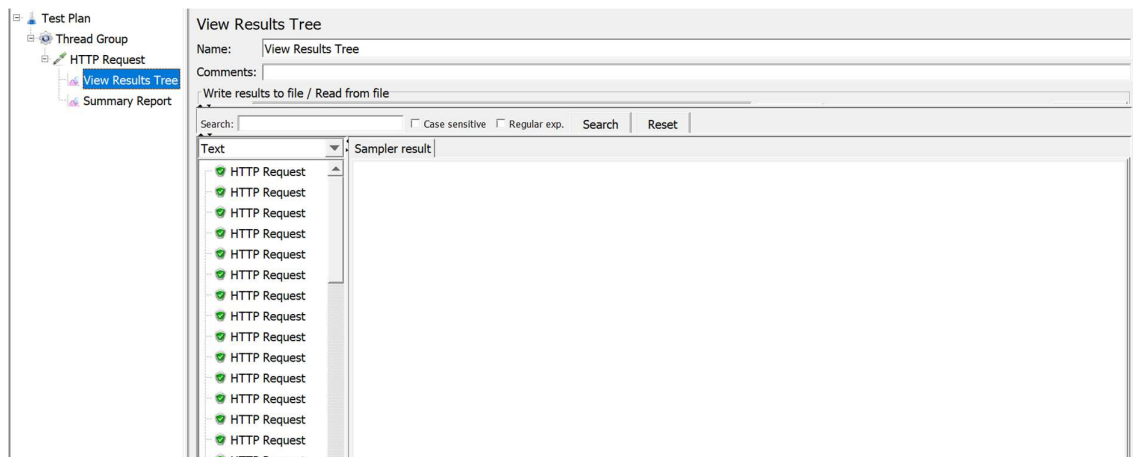 Test Plan
Thread Group
HTTP Request
View Results Tree
Summary Report
View Results Tree
Name: View Results Tree
Comments:
Write results to file / Read from file
Search: Case sensitive Regular exp. Search Reset
Text Sampler result
HTTP Request
HTTP Request
HTTP Request
HTTP Request
HTTP Request
HTTP Request
HTTP Request
HTTP Request
HTTP Request
HTTP Request
HTTP Request
HTTP Request
HTTP Request
HTTP Request